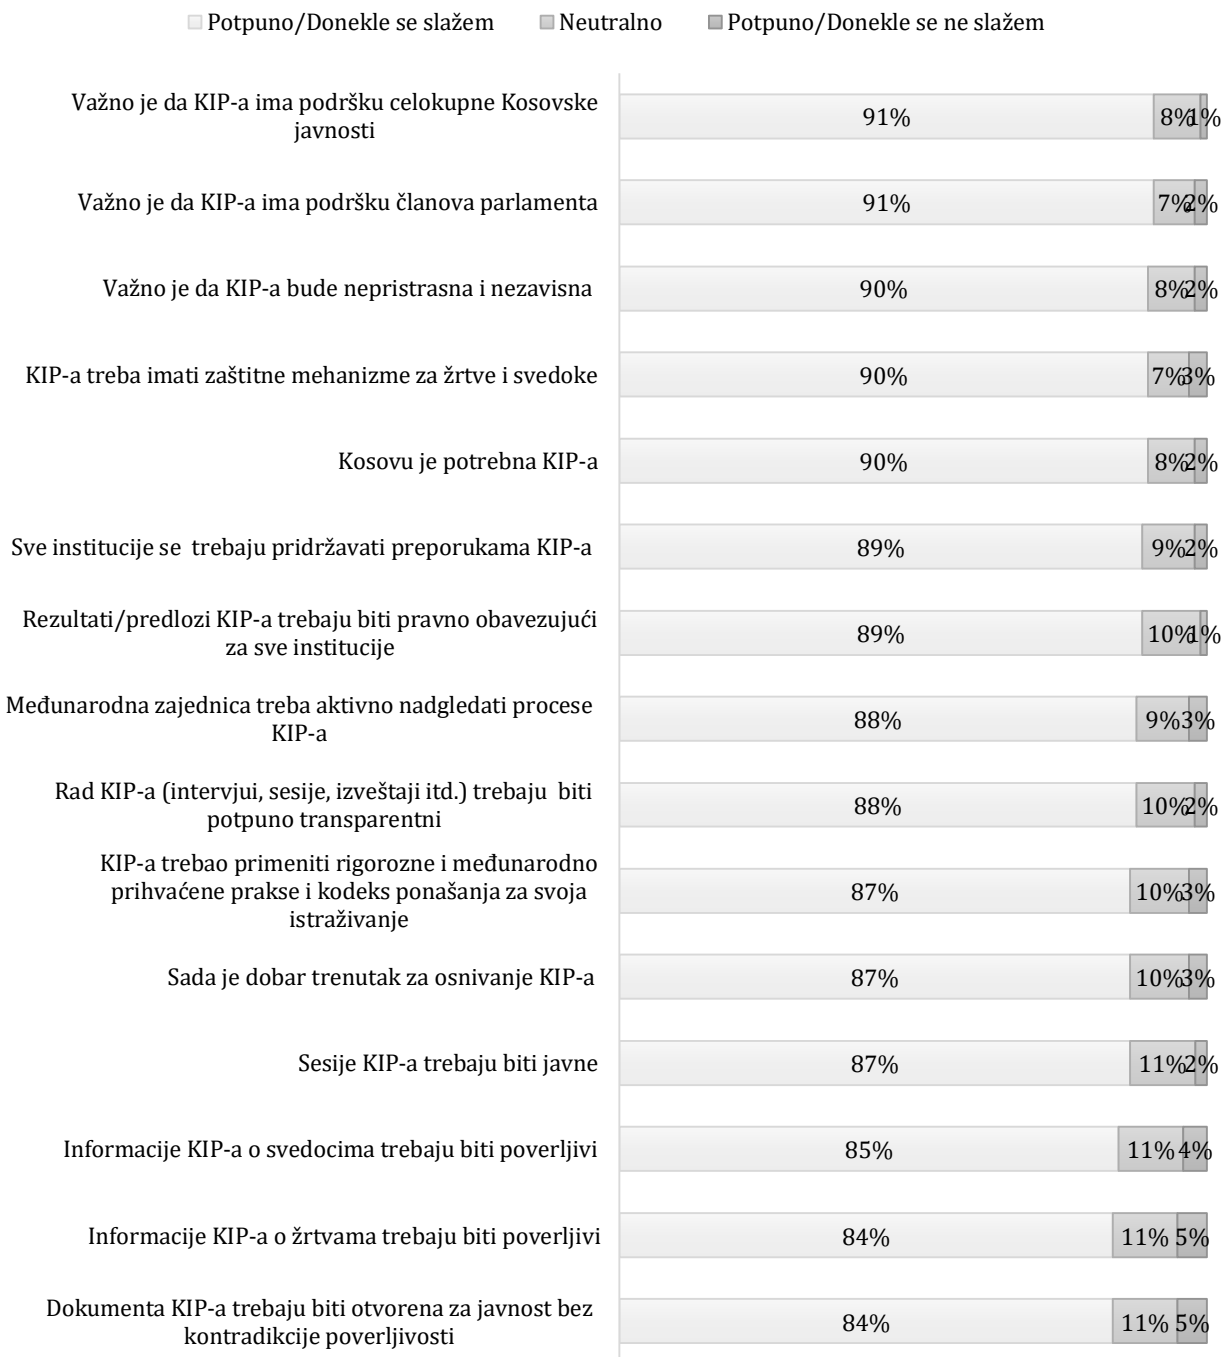 Potpuno/Donekle se slažem Neutralno Potpuno/Donekle se ne slažem
Važno je da KIP-a ima podršku celokupne Kosovske
javnosti
91% 8% 1%
Važno je da KIP-a ima podršku članova parlamenta
91% 7% 2%
Važno je da KIP-a bude nepristrasna i nezavisna
90% 8% 2%
KIP-a treba imati zaštitne mehanizme za žrtve i svedoke
90% 7% 3%
Kosovu je potrebna KIP-a
90% 8% 2%
Sve institucije se trebaju pridržavati preporukama KIP-a
89% 9% 2%
Rezultati/predlozi KIP-a trebaju biti pravno obavezujući
za sve institucije
89% 10% 1%
Međunarodna zajednica treba aktivno nadgledati procese
KIP-a
88% 9% 3%
Rad KIP-a (intervjui, sesije, izveštaji itd.) trebaju biti
potpuno transparentni
88% 10% 2%
KIP-a trebao primeniti rigorozne i međunarodno
prihvaćene prakse i kodeks ponašanja za svoja
istraživanje
87% 10% 3%
Sada je dobar trenutak za osnivanje KIP-a
87% 10% 3%
Sesije KIP-a trebaju biti javne
87% 11% 2%
Informacije KIP-a o svedocima trebaju biti poverljivi
85% 11% 4%
Informacije KIP-a o žrtvama trebaju biti poverljivi
84% 11% 5%
Dokumenta KIP-a trebaju biti otvorena za javnost bez
kontradikcije poverljivosti
84% 11% 5%